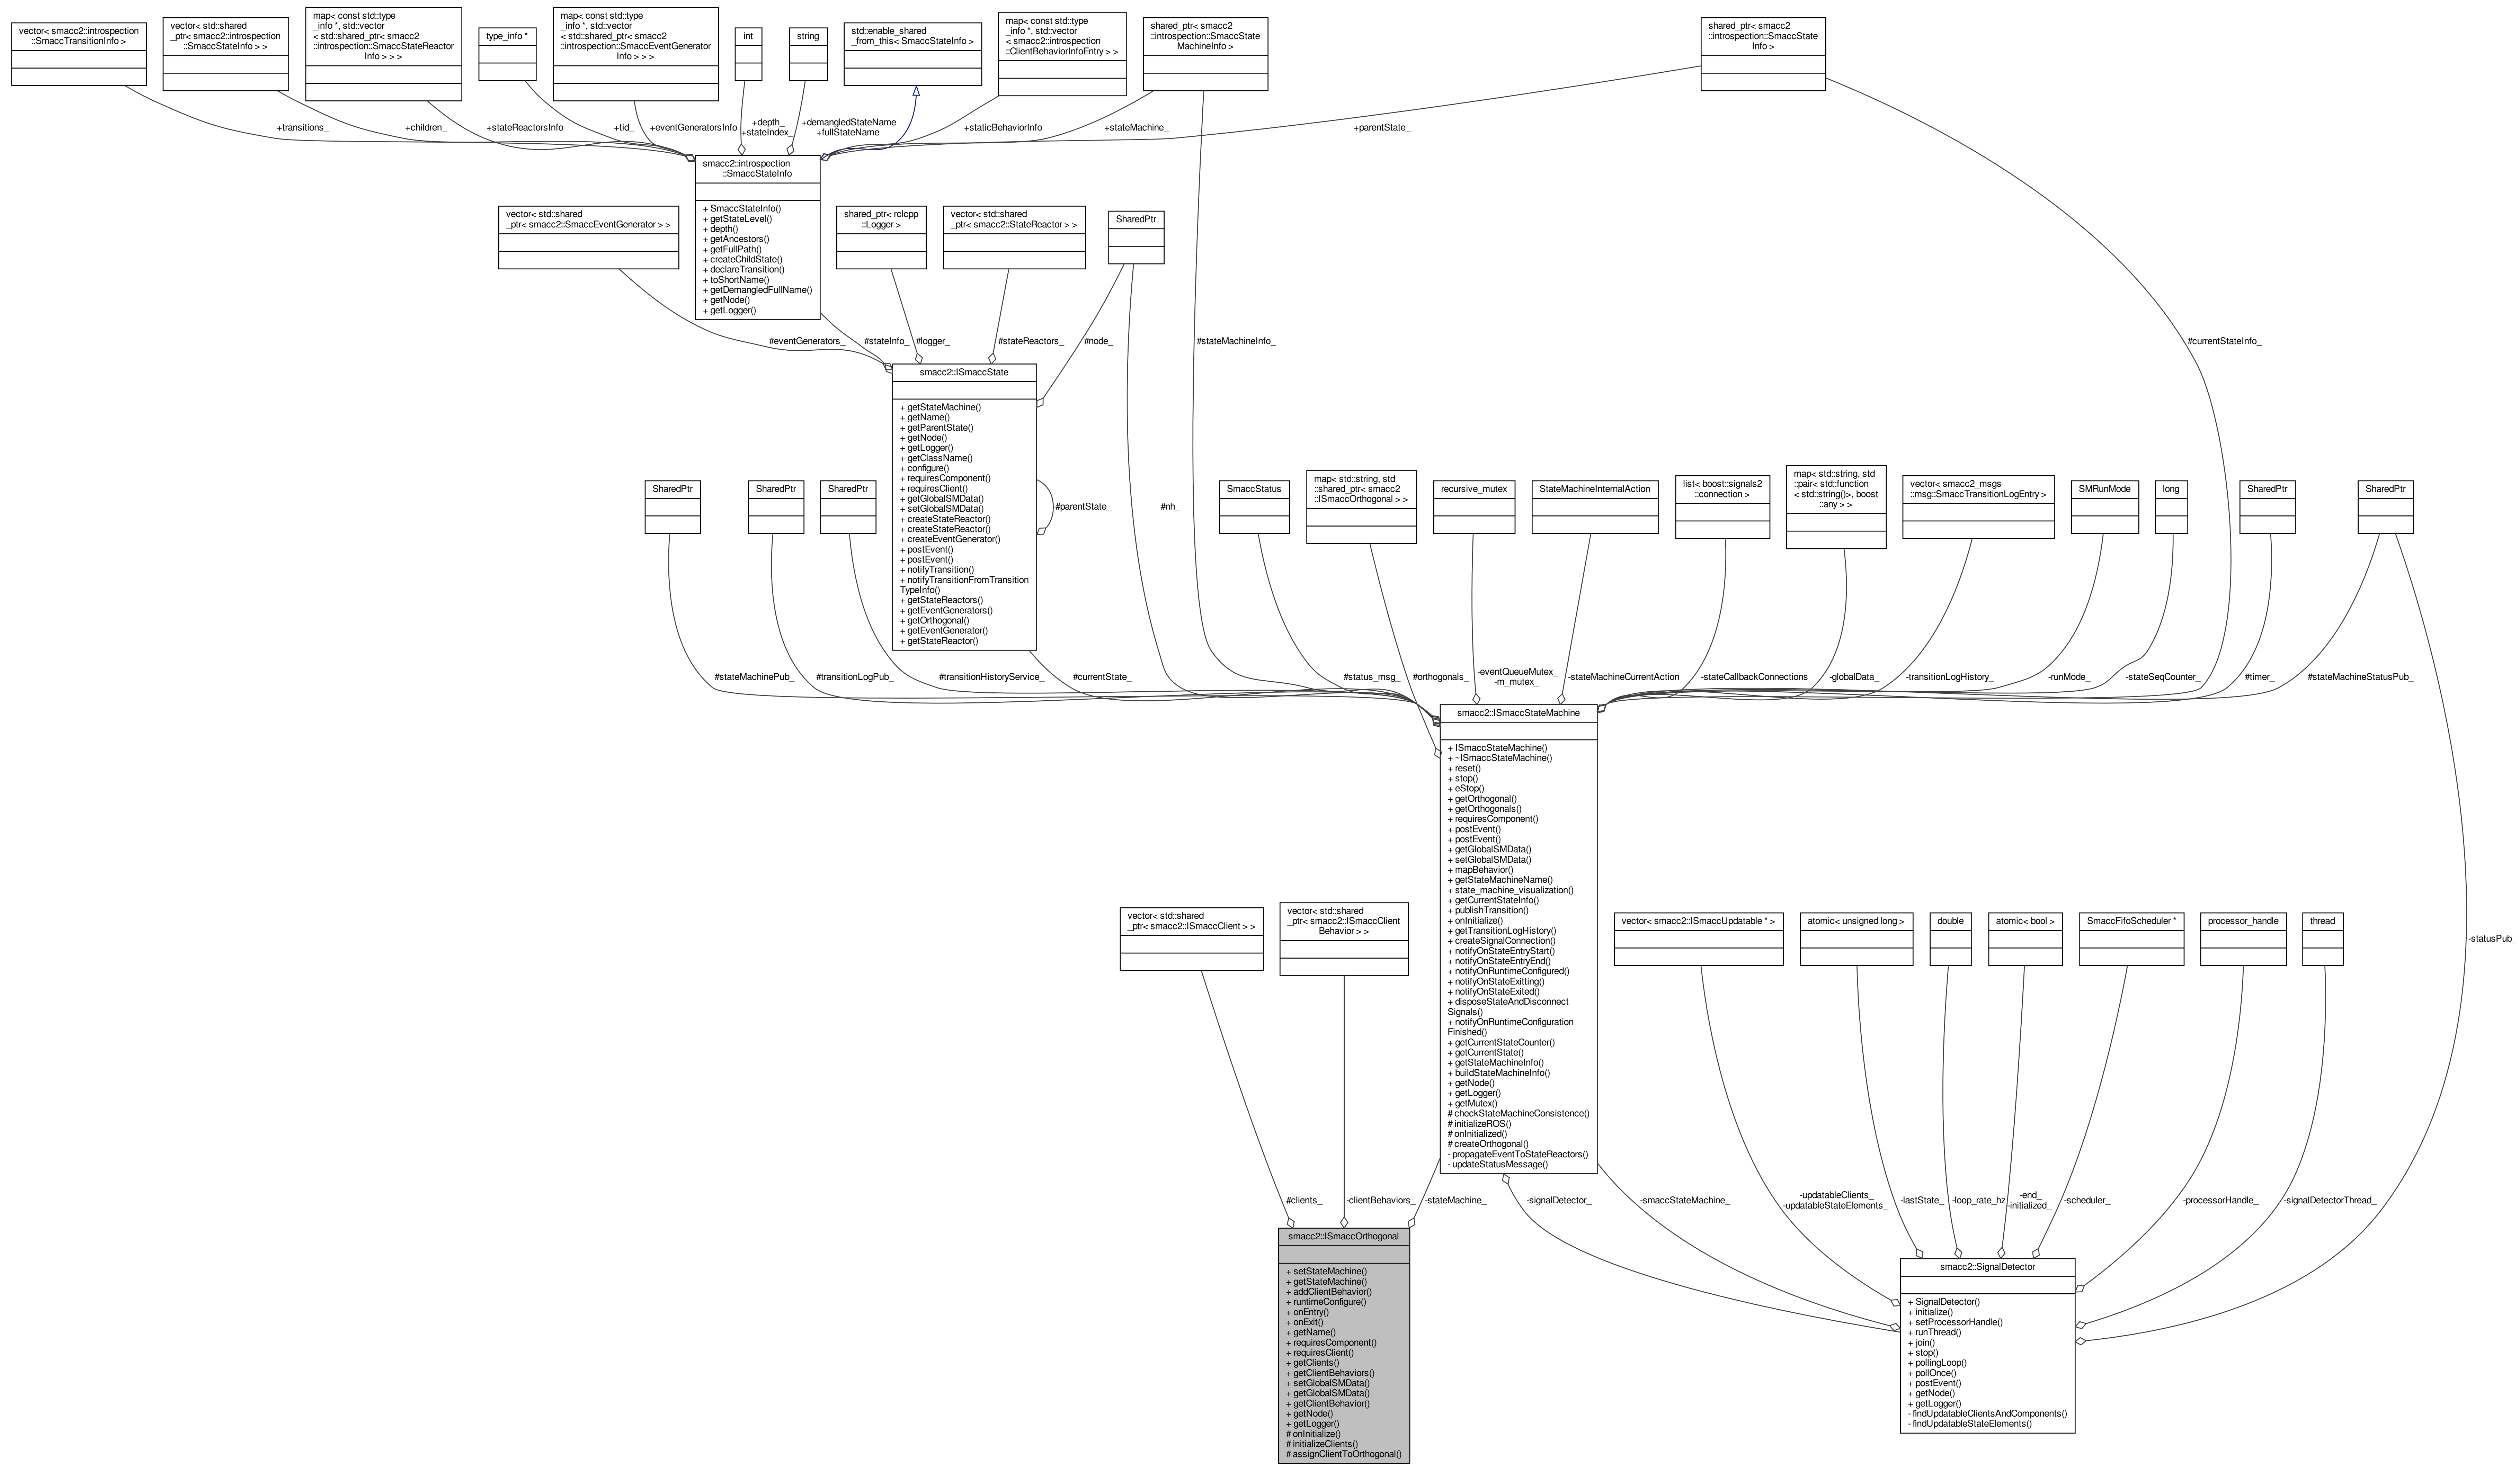 vector< smacc2::introspection
::SmaccTransitionInfo >
vector< std::shared
_ptr< smacc2::introspection
::SmaccStateInfo > >
map< const std::type
_info *, std::vector
< std::shared_ptr< smacc2
::introspection::SmaccStateReactor
Info > > >
type_info *
map< const std::type
_info *, std::vector
< std::shared_ptr< smacc2
::introspection::SmaccEventGenerator
Info > > >
int
string
std::enable_shared
_from_this< SmaccStateInfo >
map< const std::type
_info *, std::vector
< smacc2::introspection
::ClientBehaviorInfoEntry > >
shared_ptr< smacc2
::introspection::SmaccState
MachineInfo >
shared_ptr< smacc2
::introspection::SmaccState
Info >
+transitions_
+children_
+stateReactorsInfo
+tid_
+eventGeneratorsInfo
+depth_
+stateIndex_
+demangledStateName
+fullStateName
+staticBehaviorInfo
+stateMachine_
+parentState_
smacc2::introspection
::SmaccStateInfo
+ SmaccStateInfo()
+ getStateLevel()
+ depth()
+ getAncestors()
+ getFullPath()
+ createChildState()
+ declareTransition()
+ toShortName()
+ getDemangledFullName()
+ getNode()
+ getLogger()
vector< std::shared
_ptr< smacc2::SmaccEventGenerator > >
shared_ptr< rclcpp
::Logger >
vector< std::shared
_ptr< smacc2::StateReactor > >
SharedPtr
#eventGenerators_
#stateInfo_
#logger_
#stateReactors_
#node_
#stateMachineInfo_
#currentStateInfo_
smacc2::ISmaccState
+ getStateMachine()
+ getName()
+ getParentState()
+ getNode()
+ getLogger()
+ getClassName()
+ configure()
+ requiresComponent()
+ requiresClient()
+ getGlobalSMData()
+ setGlobalSMData()
+ createStateReactor()
+ createStateReactor()
+ createEventGenerator()
+ postEvent()
+ postEvent()
+ notifyTransition()
+ notifyTransitionFromTransition
TypeInfo()
+ getStateReactors()
+ getEventGenerators()
+ getOrthogonal()
+ getEventGenerator()
+ getStateReactor()
#parentState_
#nh_
SharedPtr
SharedPtr
SharedPtr
SmaccStatus
map< std::string, std
::shared_ptr< smacc2
::ISmaccOrthogonal > >
recursive_mutex
StateMachineInternalAction
list< boost::signals2
::connection >
map< std::string, std
::pair< std::function
< std::string()>, boost
::any > >
vector< smacc2_msgs
::msg::SmaccTransitionLogEntry >
SMRunMode
long
SharedPtr
SharedPtr
#stateMachinePub_
#transitionLogPub_
#transitionHistoryService_
#currentState_
#status_msg_
#orthogonals_
-eventQueueMutex_
-m_mutex_
-stateMachineCurrentAction
-stateCallbackConnections
-globalData_
-transitionLogHistory_
-runMode_
-stateSeqCounter_
#timer_
#stateMachineStatusPub_
smacc2::ISmaccStateMachine
+ ISmaccStateMachine()
+ ~ISmaccStateMachine()
+ reset()
+ stop()
+ eStop()
+ getOrthogonal()
+ getOrthogonals()
+ requiresComponent()
+ postEvent()
+ postEvent()
+ getGlobalSMData()
+ setGlobalSMData()
+ mapBehavior()
+ getStateMachineName()
+ state_machine_visualization()
+ getCurrentStateInfo()
+ publishTransition()
+ onInitialize()
+ getTransitionLogHistory()
+ createSignalConnection()
+ notifyOnStateEntryStart()
+ notifyOnStateEntryEnd()
+ notifyOnRuntimeConfigured()
+ notifyOnStateExitting()
+ notifyOnStateExited()
+ disposeStateAndDisconnect
Signals()
+ notifyOnRuntimeConfiguration
Finished()
+ getCurrentStateCounter()
+ getCurrentState()
+ getStateMachineInfo()
+ buildStateMachineInfo()
+ getNode()
+ getLogger()
+ getMutex()
# checkStateMachineConsistence()
# initializeROS()
# onInitialized()
# createOrthogonal()
- propagateEventToStateReactors()
- updateStatusMessage()
vector< std::shared
_ptr< smacc2::ISmaccClient > >
vector< std::shared
_ptr< smacc2::ISmaccClient
Behavior > >
vector< smacc2::ISmaccUpdatable * >
atomic< unsigned long >
double
atomic< bool >
SmaccFifoScheduler *
processor_handle
thread
-statusPub_
#clients_
-clientBehaviors_
-stateMachine_
-signalDetector_
-smaccStateMachine_
-updatableClients_
-updatableStateElements_
-lastState_
-loop_rate_hz
-end_
-initialized_
-scheduler_
-processorHandle_
-signalDetectorThread_
smacc2::ISmaccOrthogonal
+ setStateMachine()
+ getStateMachine()
+ addClientBehavior()
+ runtimeConfigure()
+ onEntry()
+ onExit()
+ getName()
+ requiresComponent()
+ requiresClient()
+ getClients()
+ getClientBehaviors()
+ setGlobalSMData()
+ getGlobalSMData()
+ getClientBehavior()
+ getNode()
+ getLogger()
# onInitialize()
# initializeClients()
# assignClientToOrthogonal()
smacc2::SignalDetector
+ SignalDetector()
+ initialize()
+ setProcessorHandle()
+ runThread()
+ join()
+ stop()
+ pollingLoop()
+ pollOnce()
+ postEvent()
+ getNode()
+ getLogger()
- findUpdatableClientsAndComponents()
- findUpdatableStateElements()